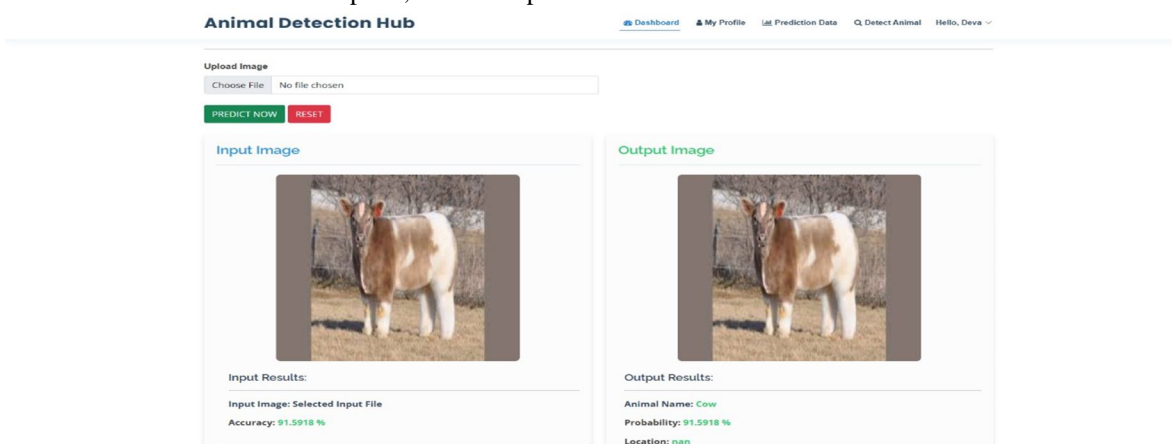 Animal Detection Hub
Dashboard My Profile Prediction Data Detect Animal Hello, Deva
Upload Image
Choose File No file chosen
PREDICT NOW RESET
Input Image
Output Image
Input Results:
Input Image: Selected Input File
Accuracy: 91.5918 %
Output Results:
Animal Name: Cow
Probability: 91.5918 %
Location: nan